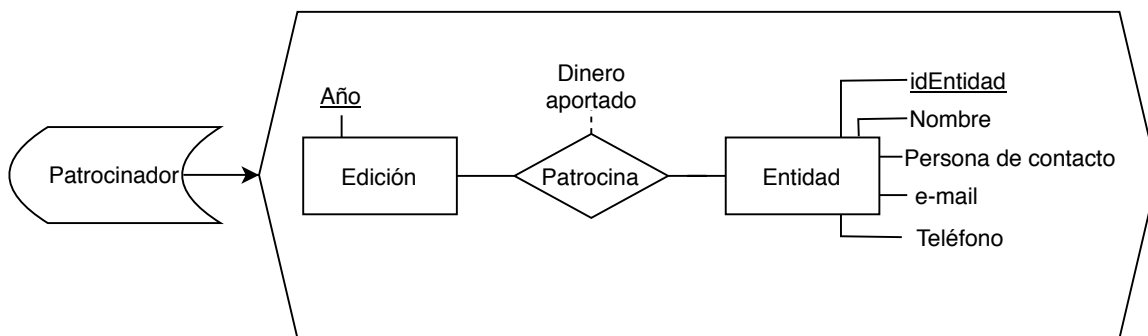 Patrocinador
Año
Edición
Dinero
aportado
Patrocina
Entidad
idEntidad
Nombre
Persona de contacto
e-mail
Teléfono